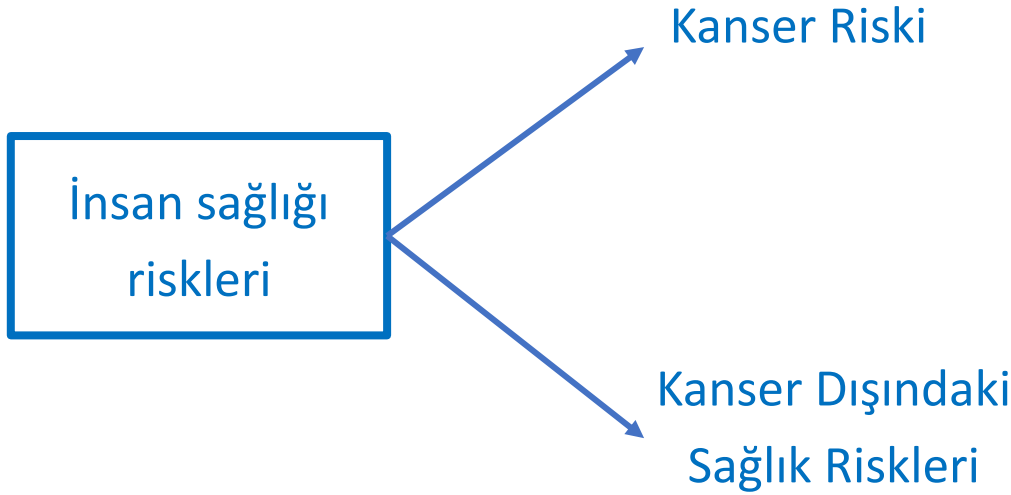 Kanser Riski
İnsan sağlığı
riskleri
Kanser Dışındaki
Sağlık Riskleri